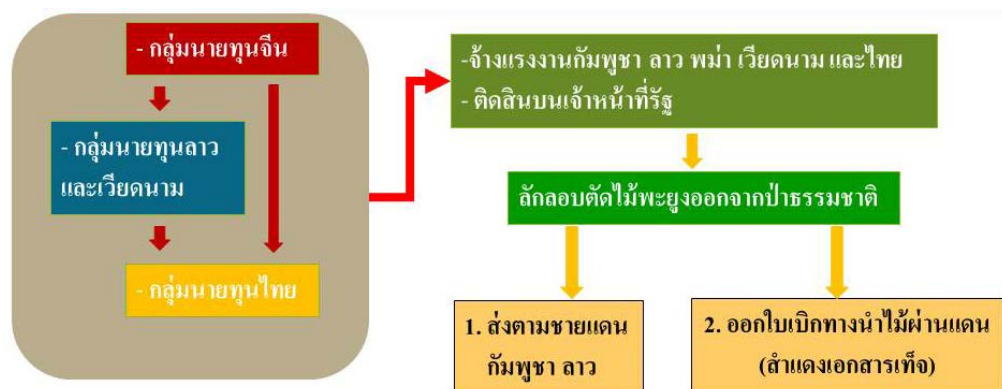 - กลุ่มนายทุนจีน
- กลุ่มนายทุนลาว
และเวียดนาม
- กลุ่มนายทุนไทย
-จ้างแรงงานกัมพูชา ลาว พม่า เวียดนาม และไทย
- ติดสินบนเจ้าหน้าที่รัฐ
ลักลอบตัดไม้พะยูงออกจากป่าธรรมชาติ
1. ส่งตามชายแดน
กัมพูชา ลาว
2. ออกใบเบิกทางนำไม้ผ่านแดน
(สำแดงเอกสารเท็จ)